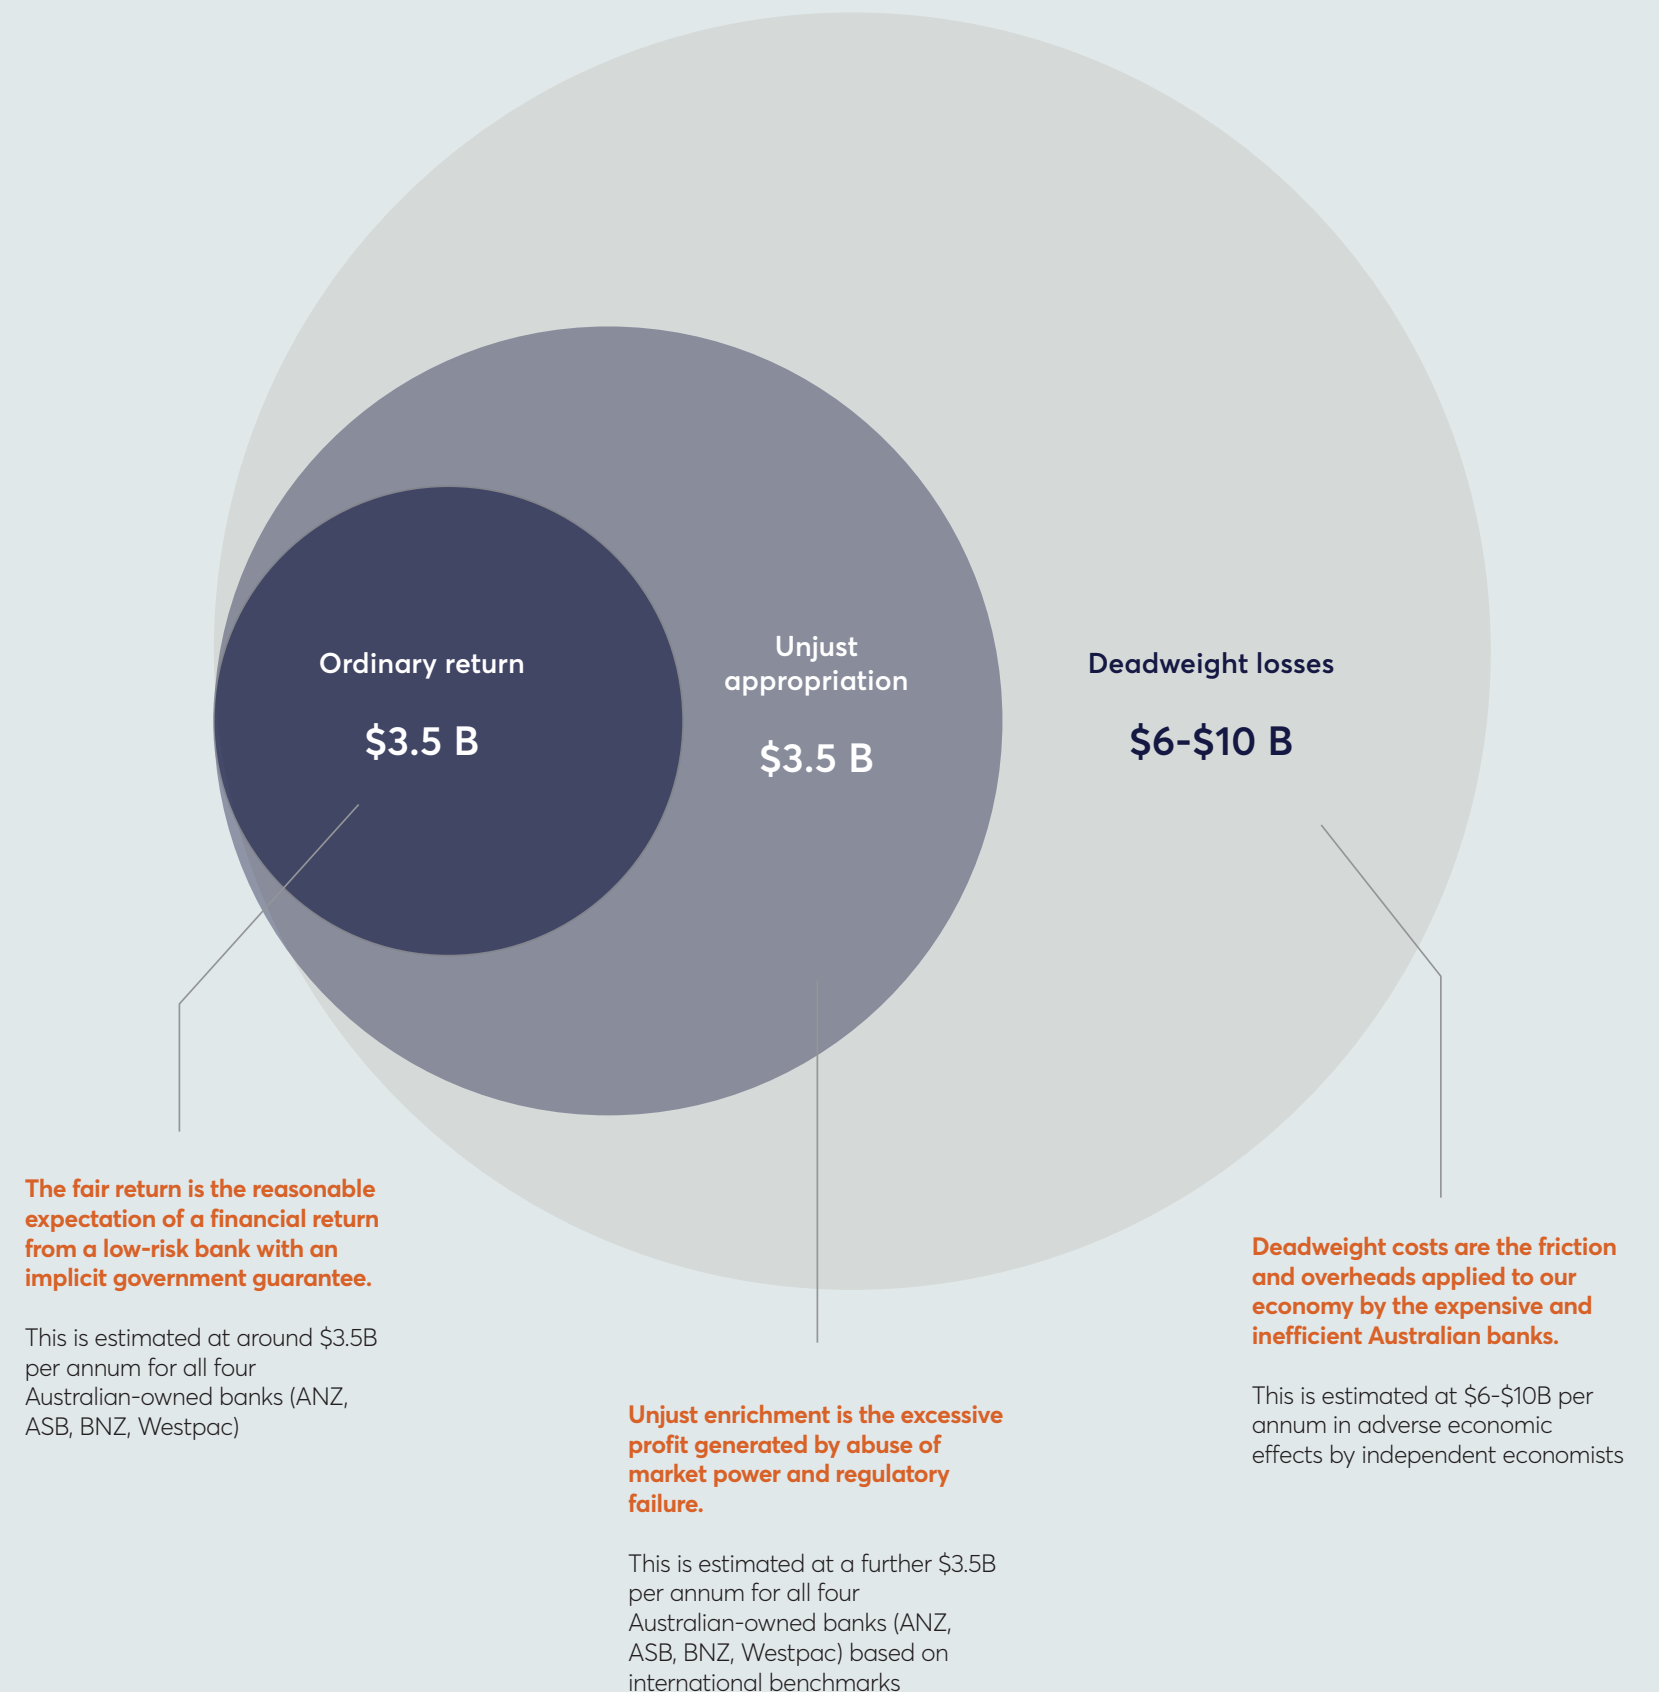 Ordinary return
$3.5 B
Unjust
appropriation
$3.5 B
Deadweight losses
$6-$10 B
The fair return is the reasonable
expectation of a financial return
from a low-risk bank with an
implicit government guarantee.
This is estimated at around $3.5B
per annum for all four
Australian-owned banks (ANZ,
ASB, BNZ, Westpac)
Unjust enrichment is the excessive
profit generated by abuse of
market power and regulatory
failure.
This is estimated at a further $3.5B
per annum for all four
Australian-owned banks (ANZ,
ASB, BNZ, Westpac) based on
international benchmarks
Deadweight costs are the friction
and overheads applied to our
economy by the expensive and
inefficient Australian banks.
This is estimated at $6-$10B per
annum in adverse economic
effects by independent economists